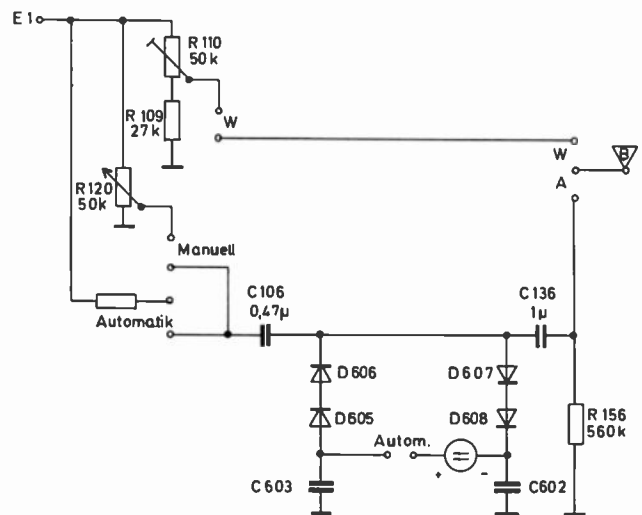 E1
R110
50k
R109
27k
W
W
B
A
R120
50k
Manuell
Automatik
C106
0,47μ
C136
1μ
D606
D607
D605
D608
Autom.
R156
560k
+
-
C603
C602